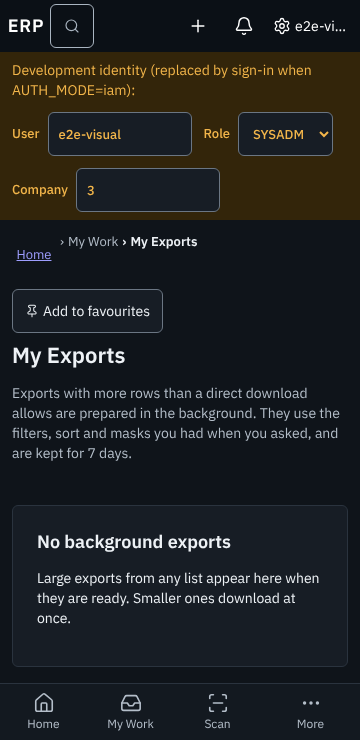 ERP
e2e-vi...
Development identity (replaced by sign-in when
AUTH_MODE=iam):
User e2e-visual Role SYSADM
Company 3
Home › My Work › My Exports
Add to favourites
My Exports
Exports with more rows than a direct download
allows are prepared in the background. They use the
filters, sort and masks you had when you asked, and
are kept for 7 days.
No background exports
Large exports from any list appear here when
they are ready. Smaller ones download at
once.
Home My Work Scan More